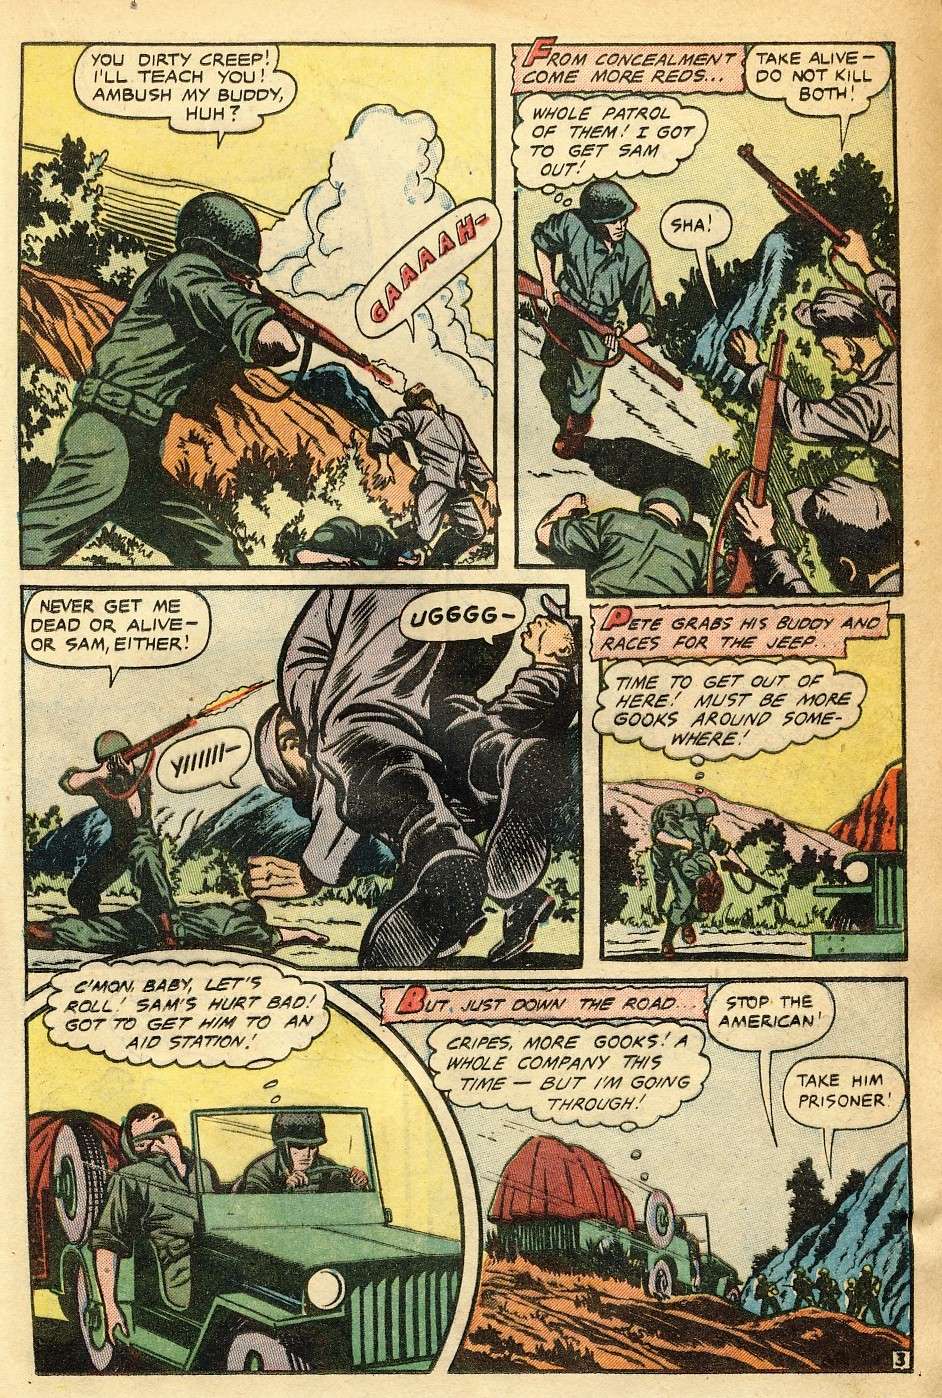 YOU DIRTY CREEP!
I'LL TEACH YOU!
AMBUSH MY BUDDY,
HUH?
GAAAAAH-
FROM CONCEALMENT
COME MORE REDS...
TAKE ALIVE-
DO NOT KILL
BOTH!
WHOLE PATROL
OF THEM! I GOT
TO GET SAM
OUT!
SHA!
NEVER GET ME
DEAD OR ALIVE-
OR SAM, EITHER!
YIIIIII-
UGGGG-
PETE GRABS HIS BUDDY AND
RACES FOR THE JEEP...
TIME TO GET OUT OF
HERE! MUST BE MORE
GOOKS AROUND SOME-
WHERE!
C'MON, BABY, LET'S
ROLL! SAM'S HURT BAD!
GOT TO GET HIM TO AN
AID STATION!
BUT, JUST DOWN THE ROAD...
CRIPES, MORE GOOKS! A
WHOLE COMPANY THIS
TIME - BUT I'M GOING
THROUGH!
STOP THE
AMERICAN!
TAKE HIM
PRISONER!
3